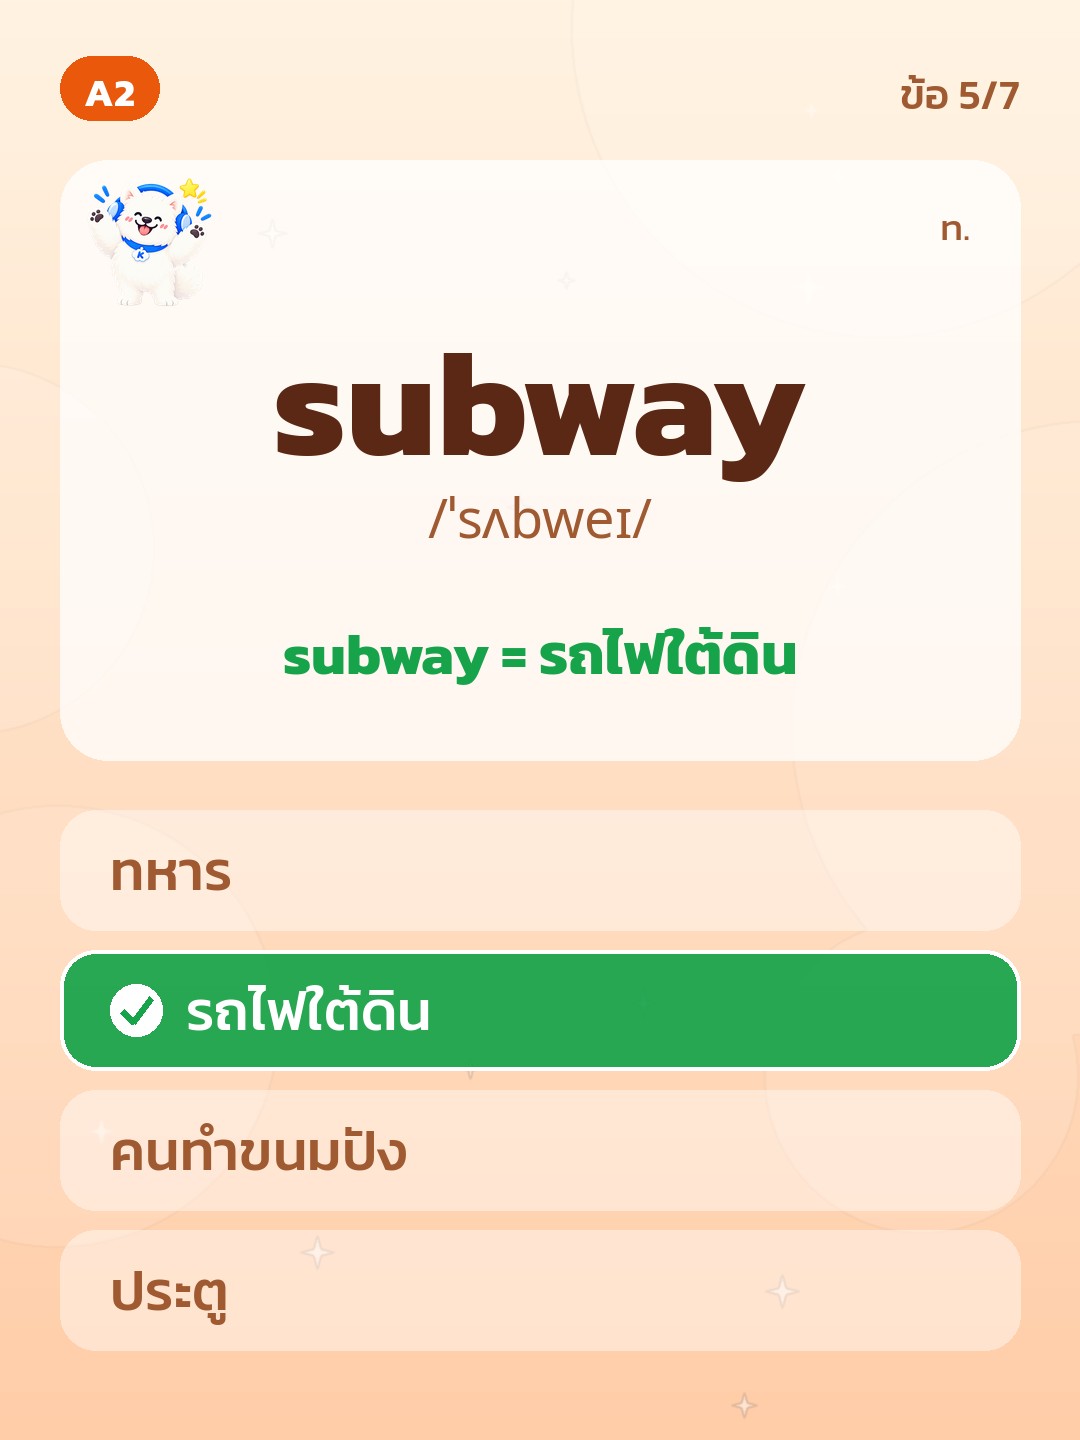 A2
ข้อ 5/7
n.
K
subway
/ˈsʌbweɪ/
subway = รถไฟใต้ดิน
ทหาร
รถไฟใต้ดิน
คนทำขนมปัง
ประตู